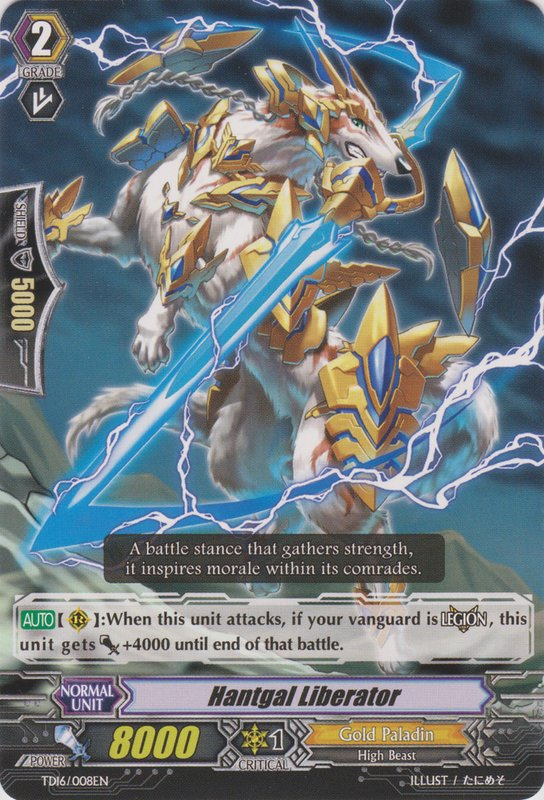 2
GRADE
SHIELD
5000
A battle stance that gathers strength,
it inspires morale within its comrades.
AUTO【 R 】:When this unit attacks, if your vanguard is LEGION, this
unit gets +4000 until end of that battle.
NORMAL
UNIT
Hantgal Liberator
POWER
8000
1
CRITICAL
Gold Paladin
High Beast
TD16/008EN
ILLUST / たにめそ